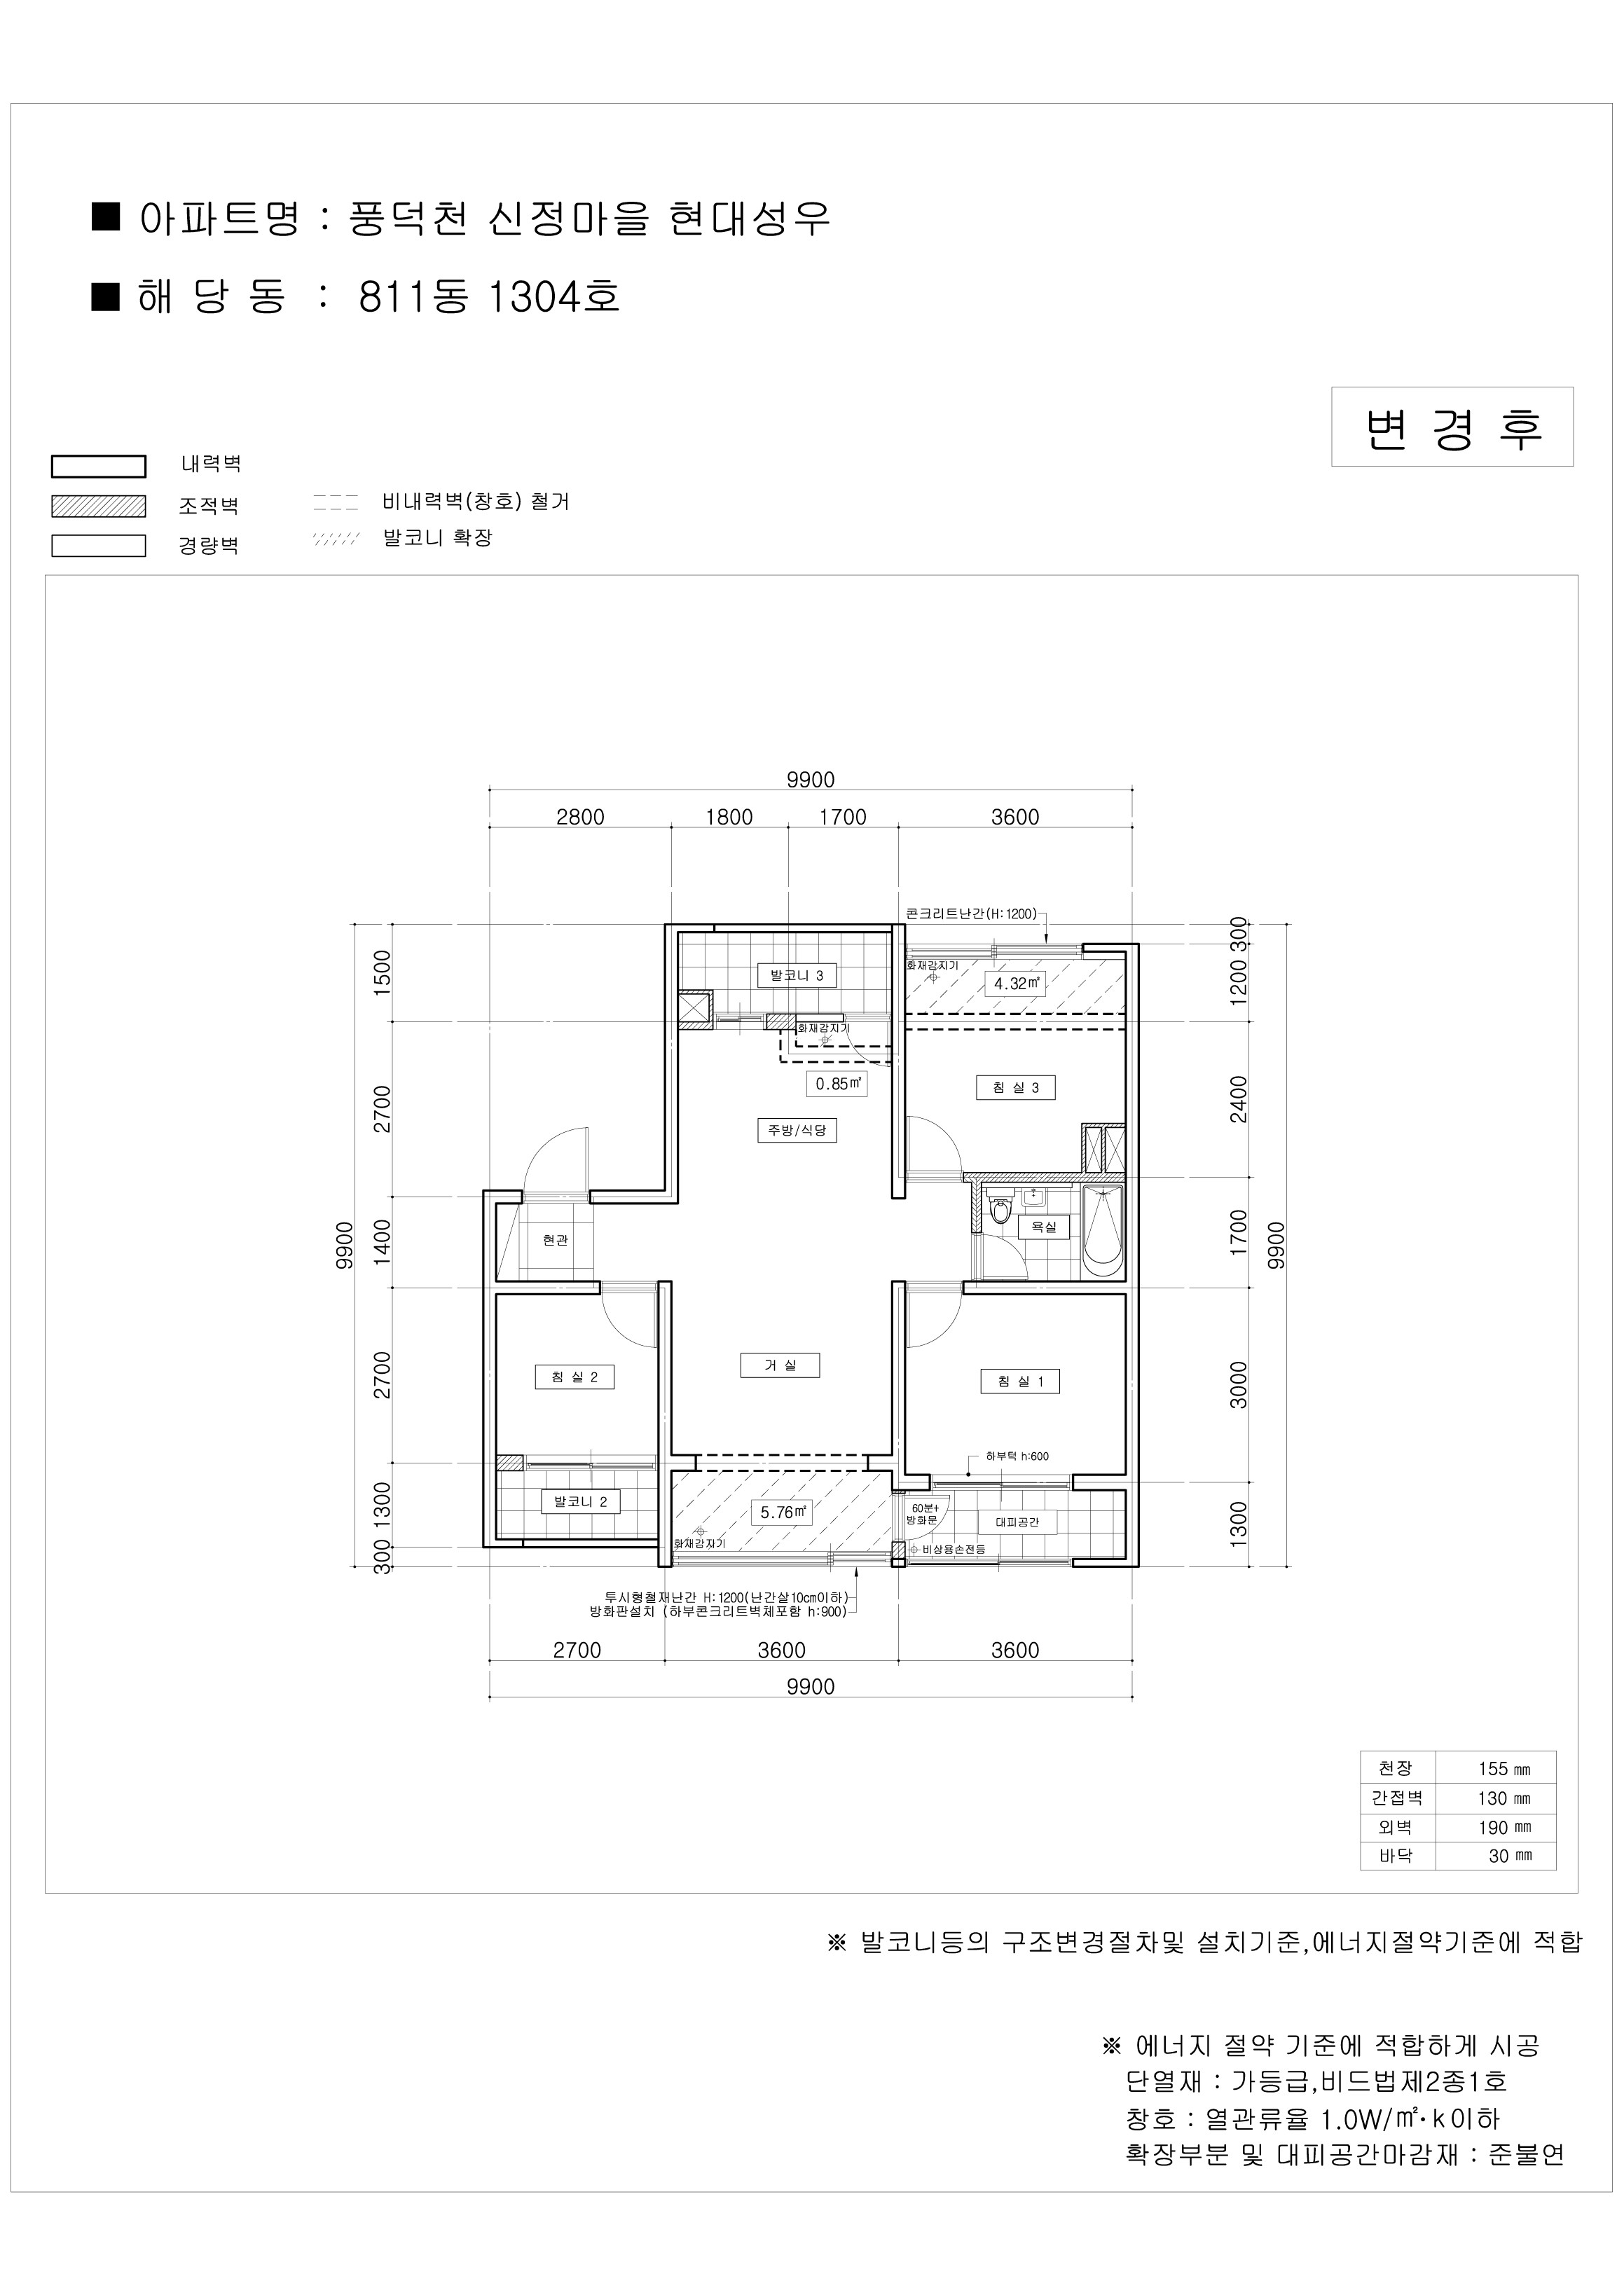 ■ 아파트명 : 풍덕천 신정마을 현대성우
■ 해 당 동 : 811동 1304호
변 경 후
내력벽
조적벽
경량벽
비내력벽(창호) 철거
발코니 확장
9900
2800 1800 1700 3600
콘크리트난간(H:1200)
화재감지기
4.32㎡
발코니 3
화재감지기
0.85㎡
침 실 3
주방/식당
욕실
현관
거 실
침 실 2
침 실 1
하부턱 h:600
발코니 2
5.76㎡
화재감지기
60분+
방화문
대피공간
비상용손전등
투시형철재난간 H:1200(난간살10㎝이하)
방화판설치 (하부콘크리트벽체포함 h:900)
9900
1500
2700
1400
2700
1300
300
300
1200
2400
1700
3000
1300
9900
2700 3600 3600
9900
천장 155 ㎜
간접벽 130 ㎜
외벽 190 ㎜
바닥 30 ㎜
※ 발코니등의 구조변경절차및 설치기준,에너지절약기준에 적합
※ 에너지 절약 기준에 적합하게 시공
단열재 : 가등급,비드법제2종1호
창호 : 열관류율 1.0W/㎡·k이하
확장부분 및 대피공간마감재 : 준불연